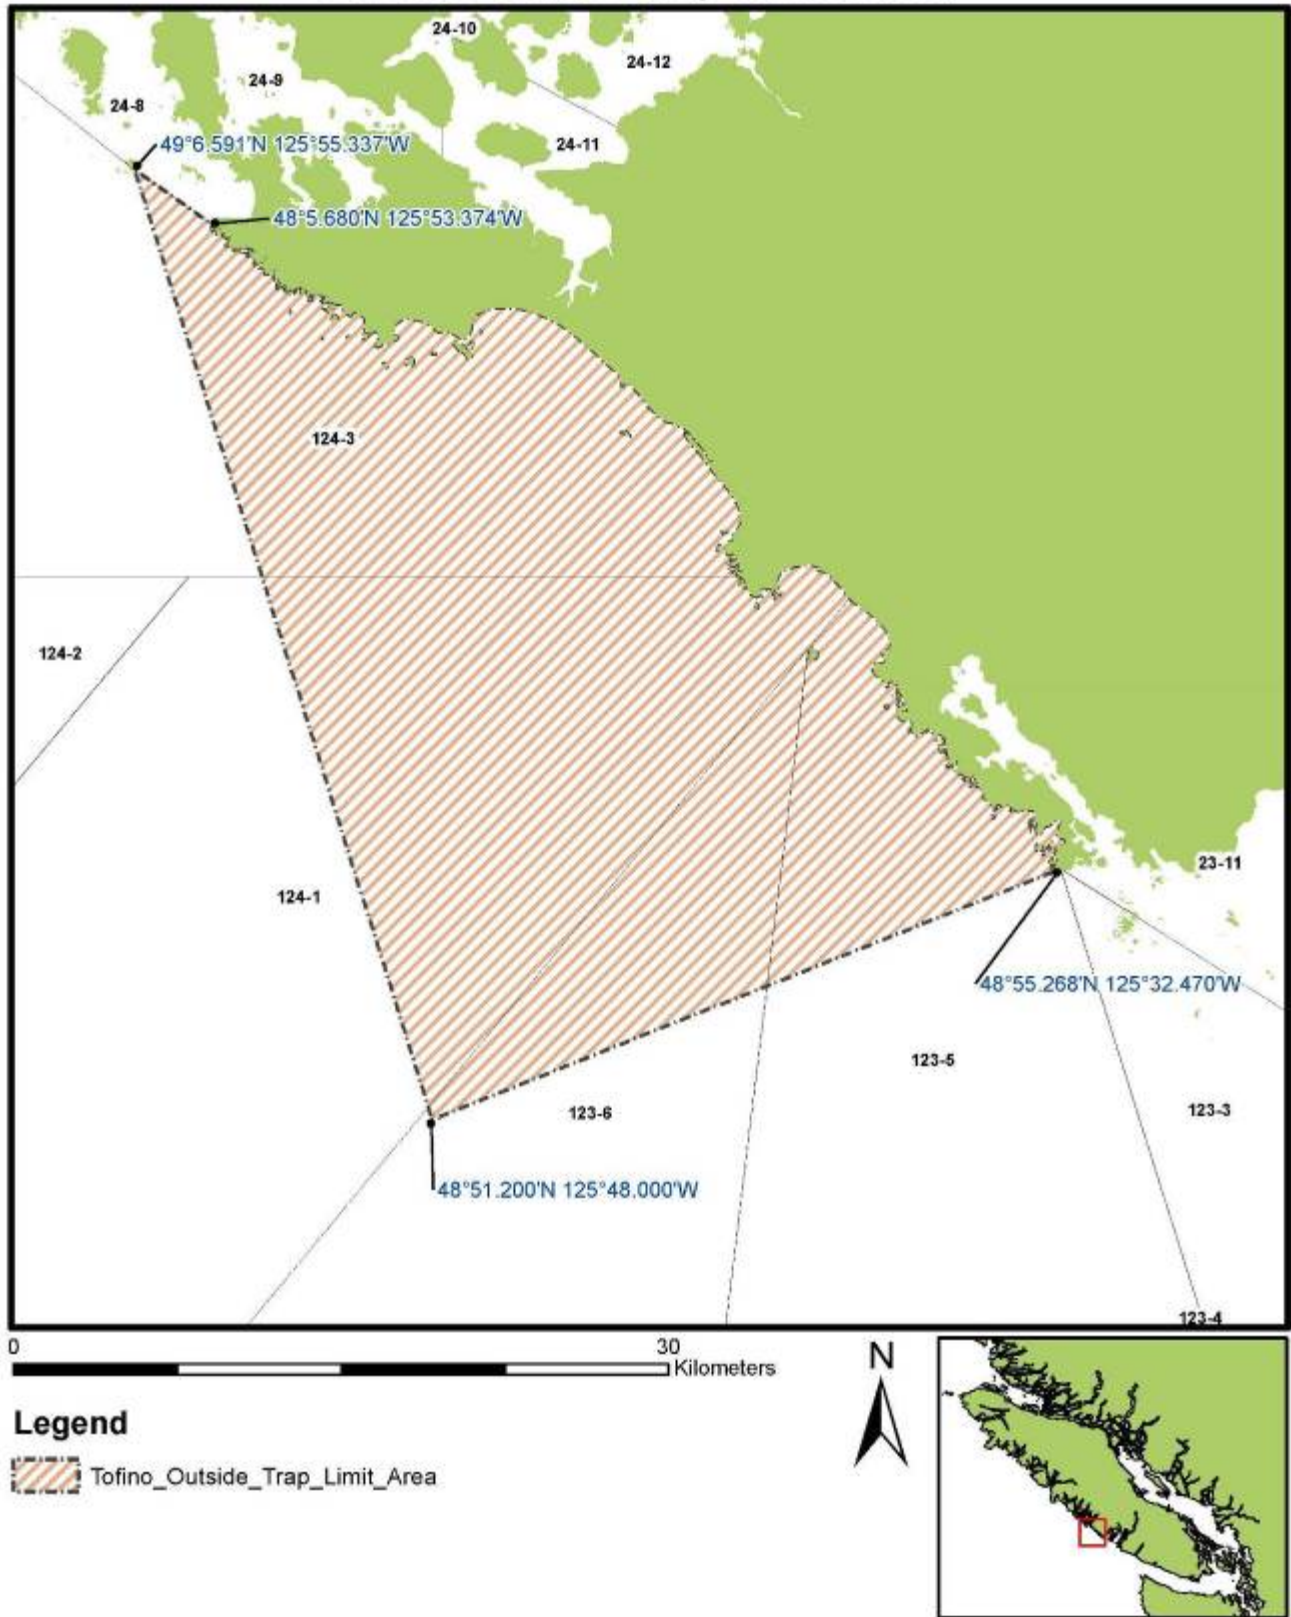 24-10
24-12
24-9
24-8
24-11
49°6.591'N 125°55.337'W
48°5.680'N 125°53.374'W
124-3
124-2
23-11
124-1
48°55.268'N 125°32.470'W
123-5
123-6
123-3
48°51.200'N 125°48.000'W
123-4
0
30
Kilometers
N
Legend
Tofino_Outside_Trap_Limit_Area